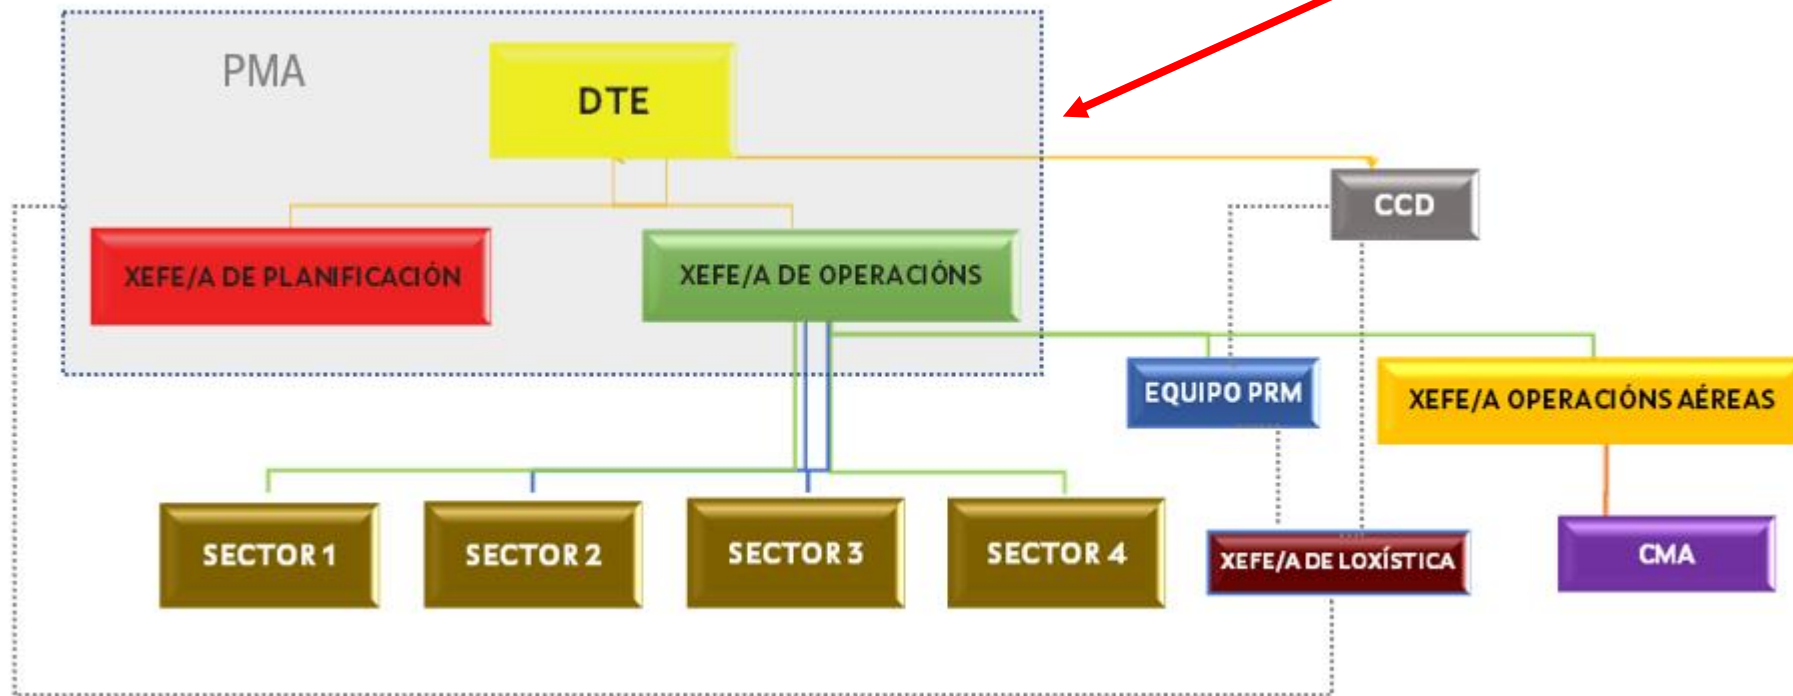 PMA
DTE
CCD
XEFE/A DE PLANIFICACIÓN
XEFE/A DE OPERACIÓNS
EQUIPO PRM
XEFE/A OPERACIÓNS AÉREAS
SECTOR 1
SECTOR 2
SECTOR 3
SECTOR 4
XEFE/A DE LOXÍSTICA
CMA